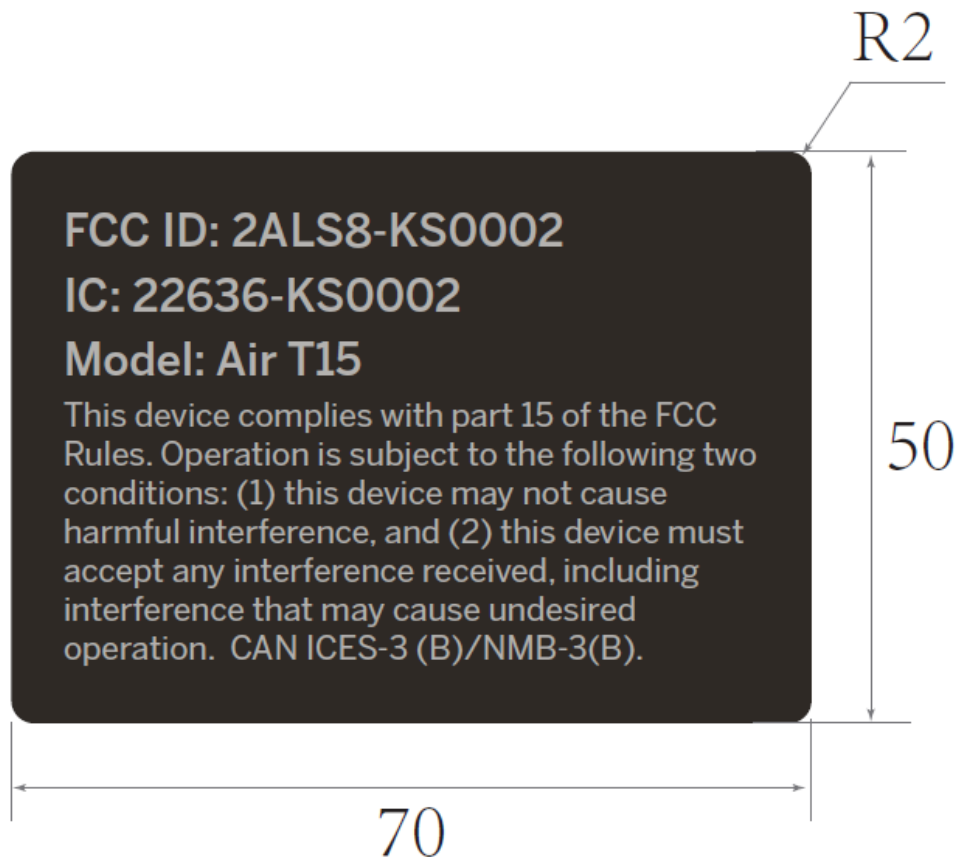 R2
FCC ID: 2ALS8-KS0002
IC: 22636-KS0002
Model: Air T15
This device complies with part 15 of the FCC
Rules. Operation is subject to the following two
conditions: (1) this device may not cause
harmful interference, and (2) this device must
accept any interference received, including
interference that may cause undesired
operation.  CAN ICES-3 (B)/NMB-3(B).
50
70